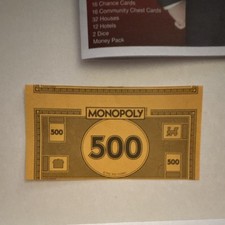 16 Chance Cards
16 Community Chest Cards
32 Houses
12 Hotels
2 Dice
Money Pack
MONOPOLY
500
500
500